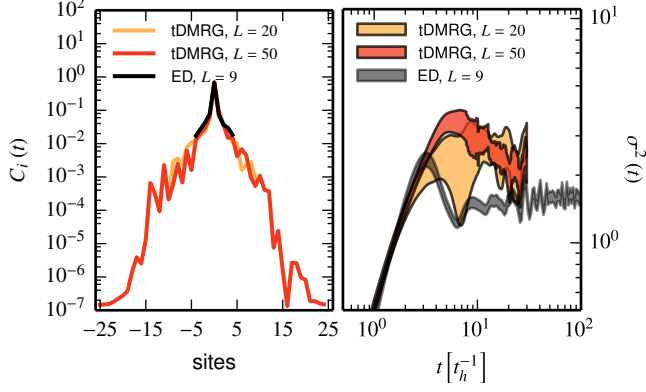 10^2
10^1
10^0
10^-1
10^-2
10^-3
10^-4
10^-5
10^-6
10^-7
C_i(t)
tDMRG, L = 20
tDMRG, L = 50
ED, L = 9
−25 −15 −5 5 15 25
sites
tDMRG, L = 20
tDMRG, L = 50
ED, L = 9
10^1
10^0
σ^2(t)
10^0 10^1 10^2
t[t_h^-1]